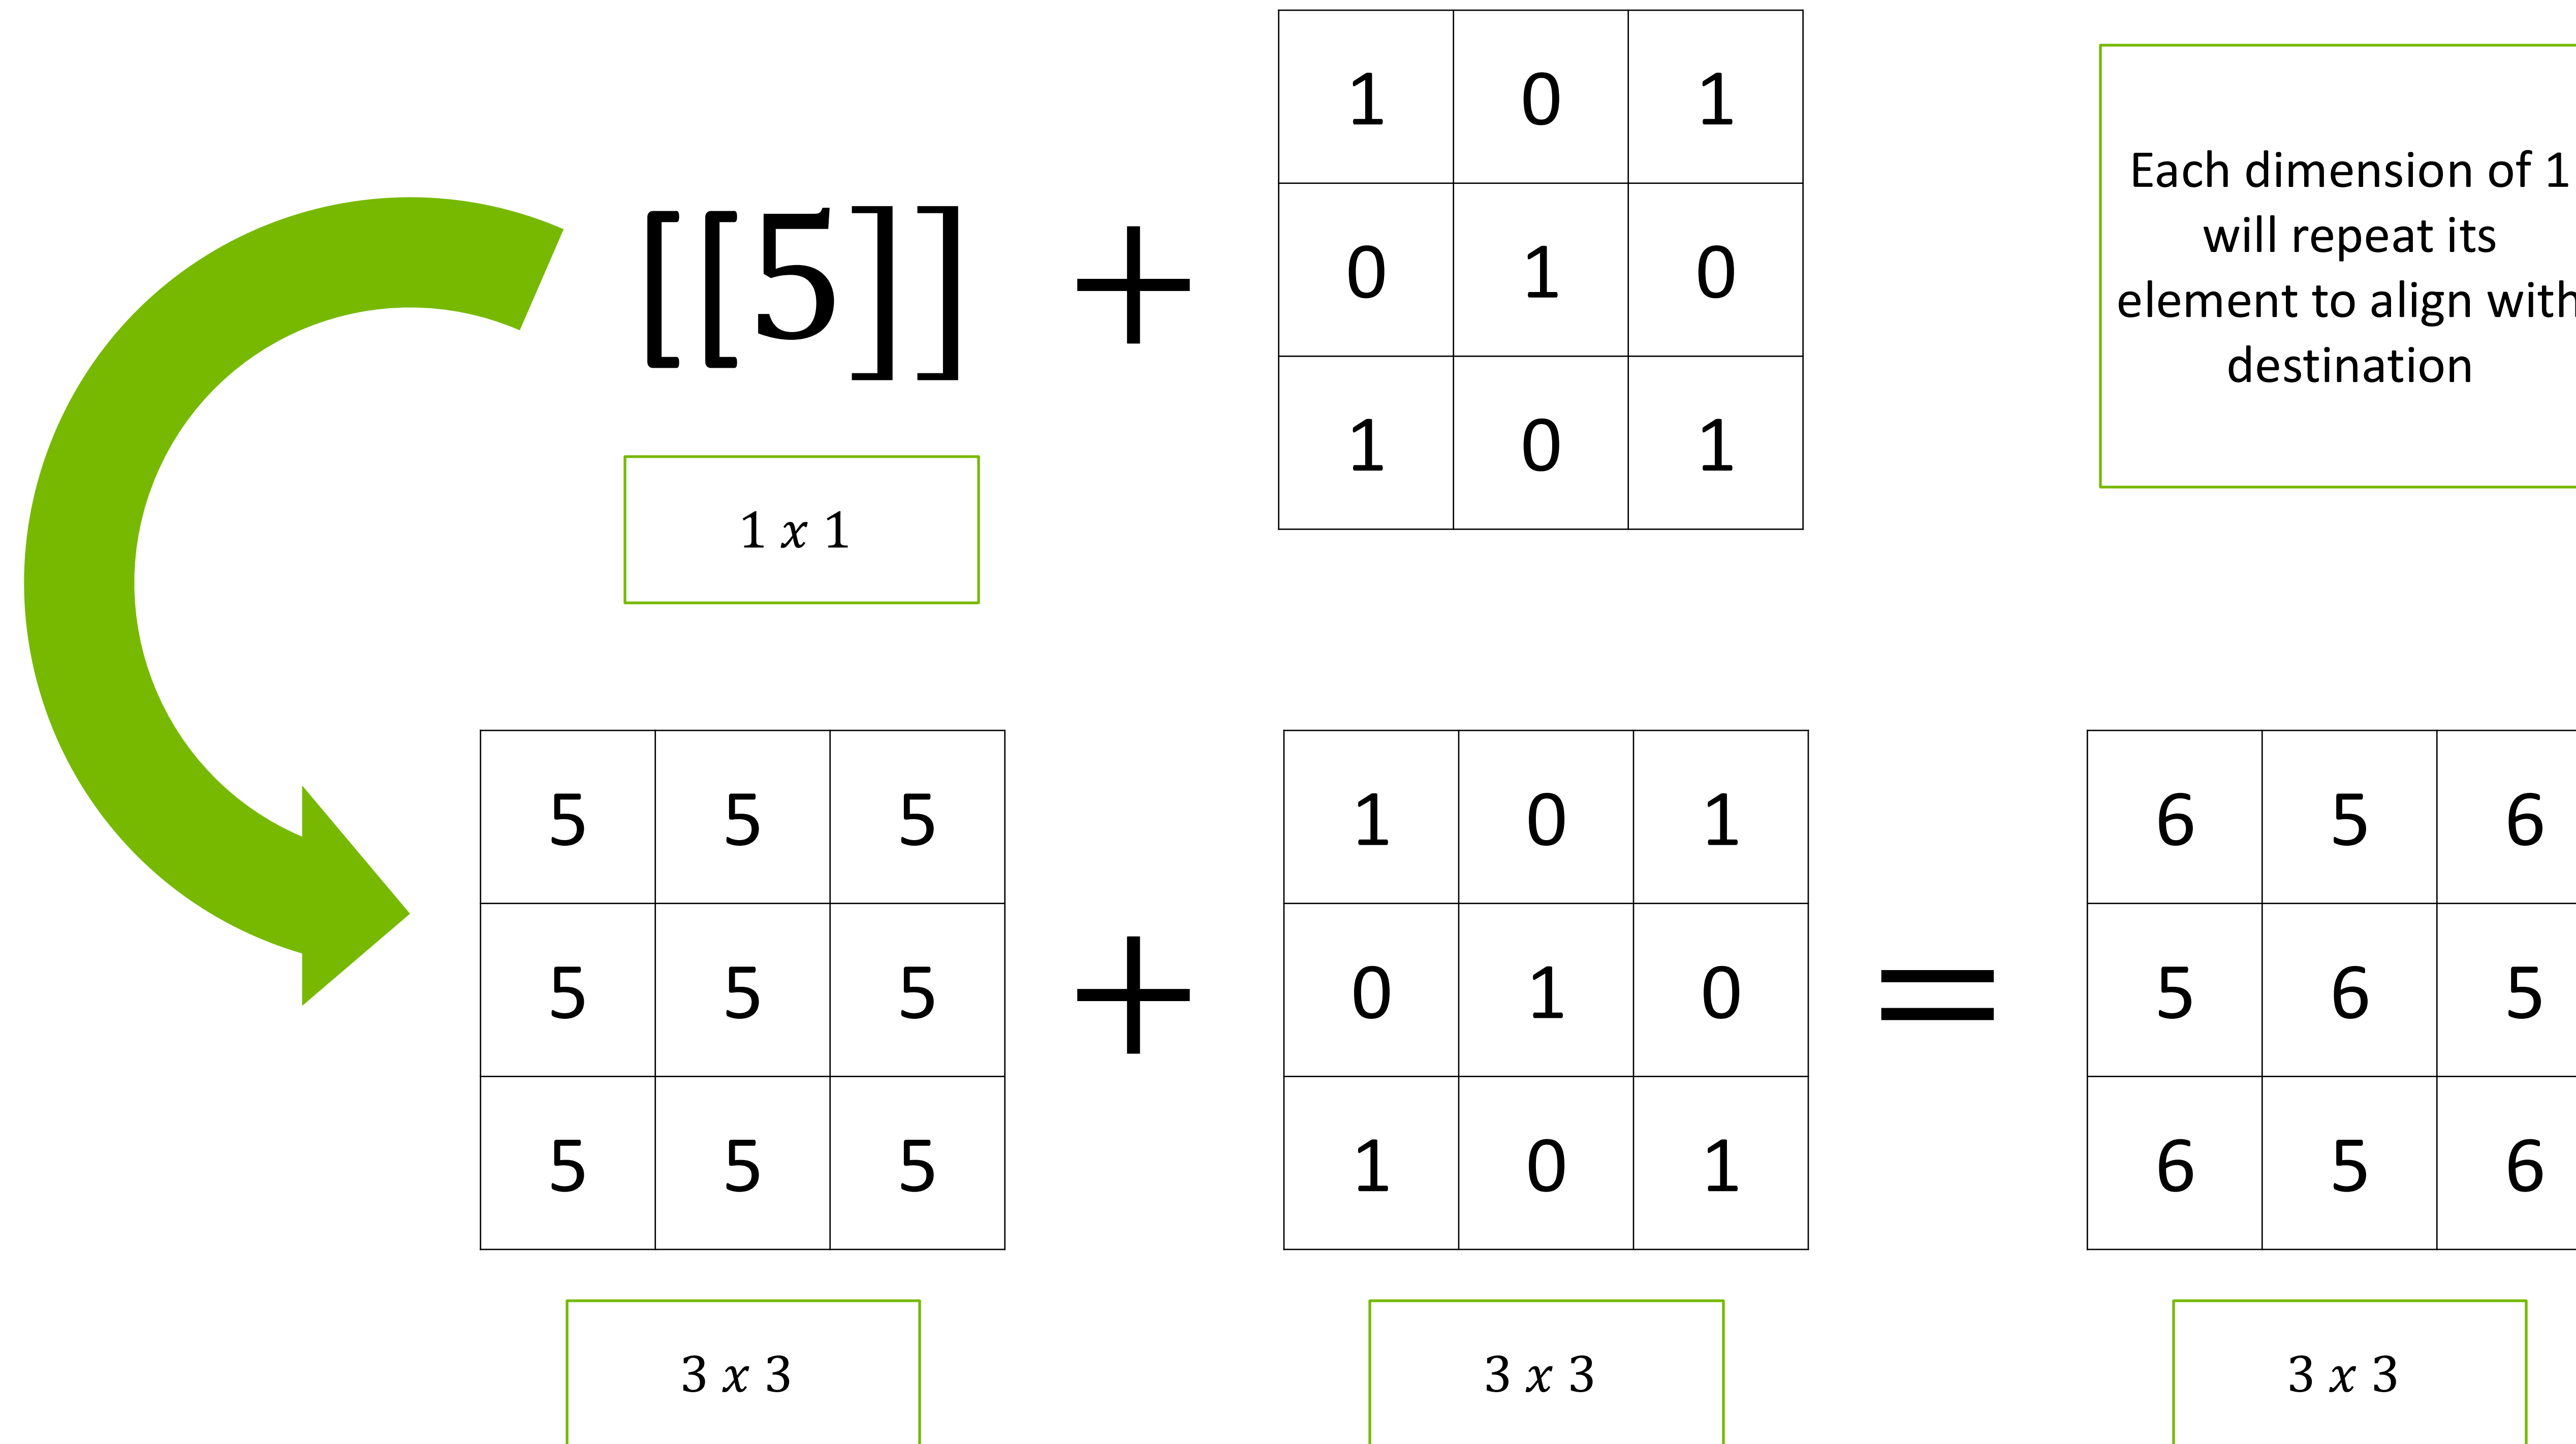 [[5]] +
1 0 1
0 1 0
1 0 1
Each dimension of 1
will repeat its
element to align with
destination
1 x 1
5 5 5
5 5 5
5 5 5
+
1 0 1
0 1 0
1 0 1
=
6 5 6
5 6 5
6 5 6
3 x 3
3 x 3
3 x 3